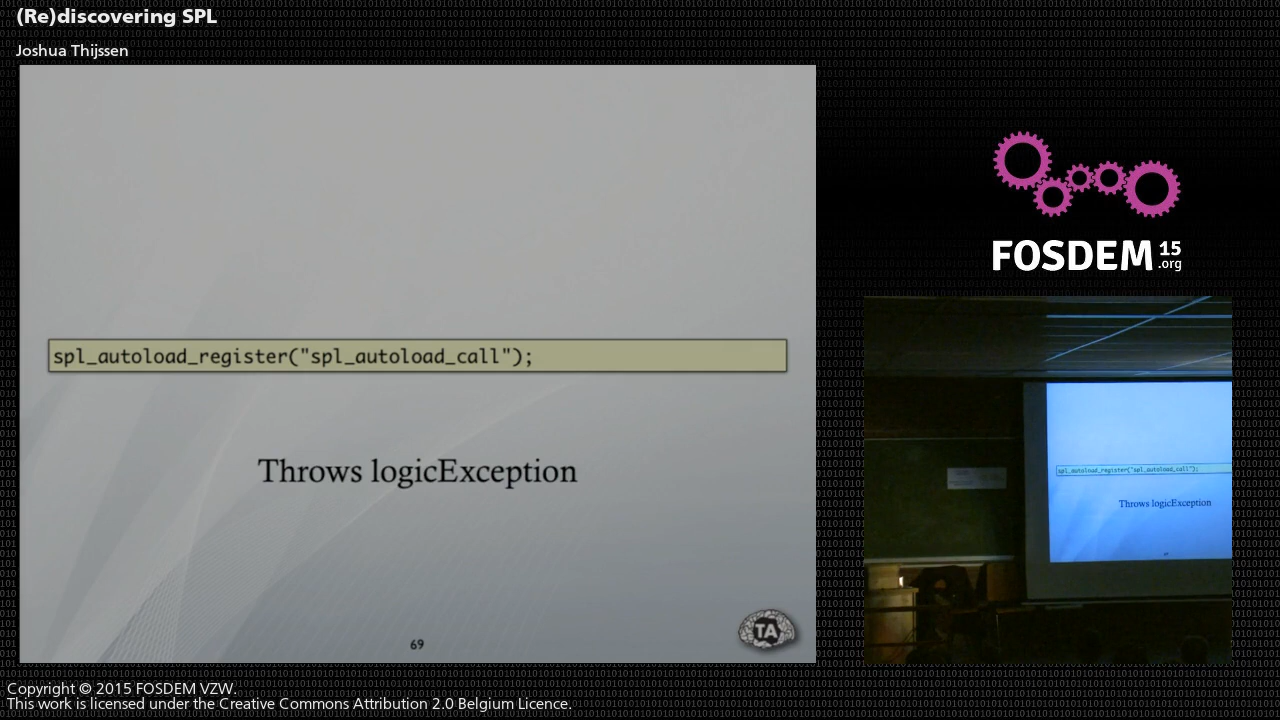 (Re)discovering SPL
Joshua Thijssen
spl_autoload_register("spl_autoload_call");
Throws logicException
69
TA
FOSDEM 15
.org
spl_autoload_register("spl_autoload_call");
Throws logicException
Copyright © 2015 FOSDEM VZW.
This work is licensed under the Creative Commons Attribution 2.0 Belgium Licence.